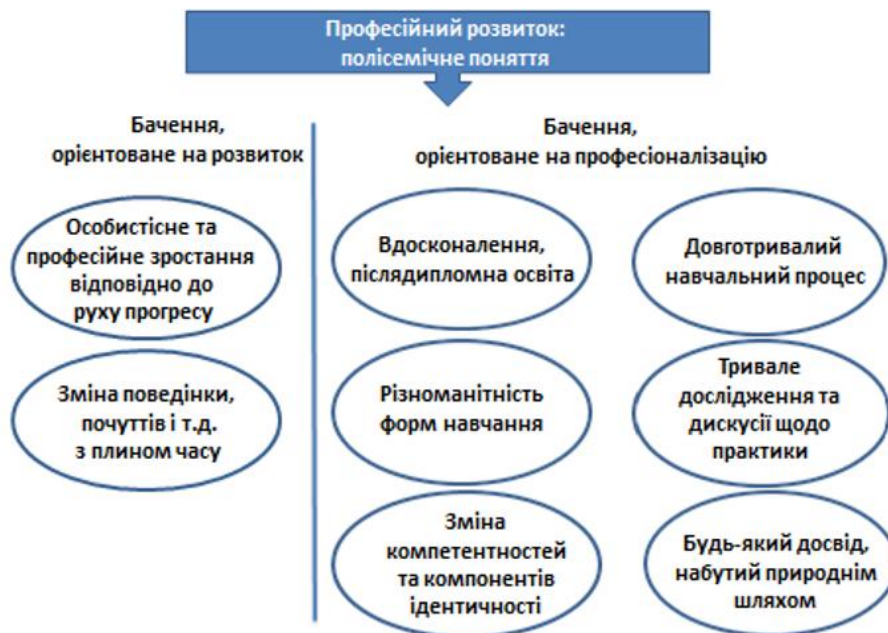 Професійний розвиток:
полісемічне поняття
Бачення,
орієнтоване на розвиток
Особистісне та
професійне зростання
відповідно до
руху прогресу
Зміна поведінки,
почуттів і т.д.
з плином часу
Бачення,
орієнтоване на професіоналізацію
Вдосконалення,
післядипломна освіта
Довготривалий
навчальний процес
Різноманітність
форм навчання
Тривале
дослідження та
дискусії щодо
практики
Зміна
компетентностей
та компонентів
ідентичності
Будь-який досвід,
набутий природнім
шляхом